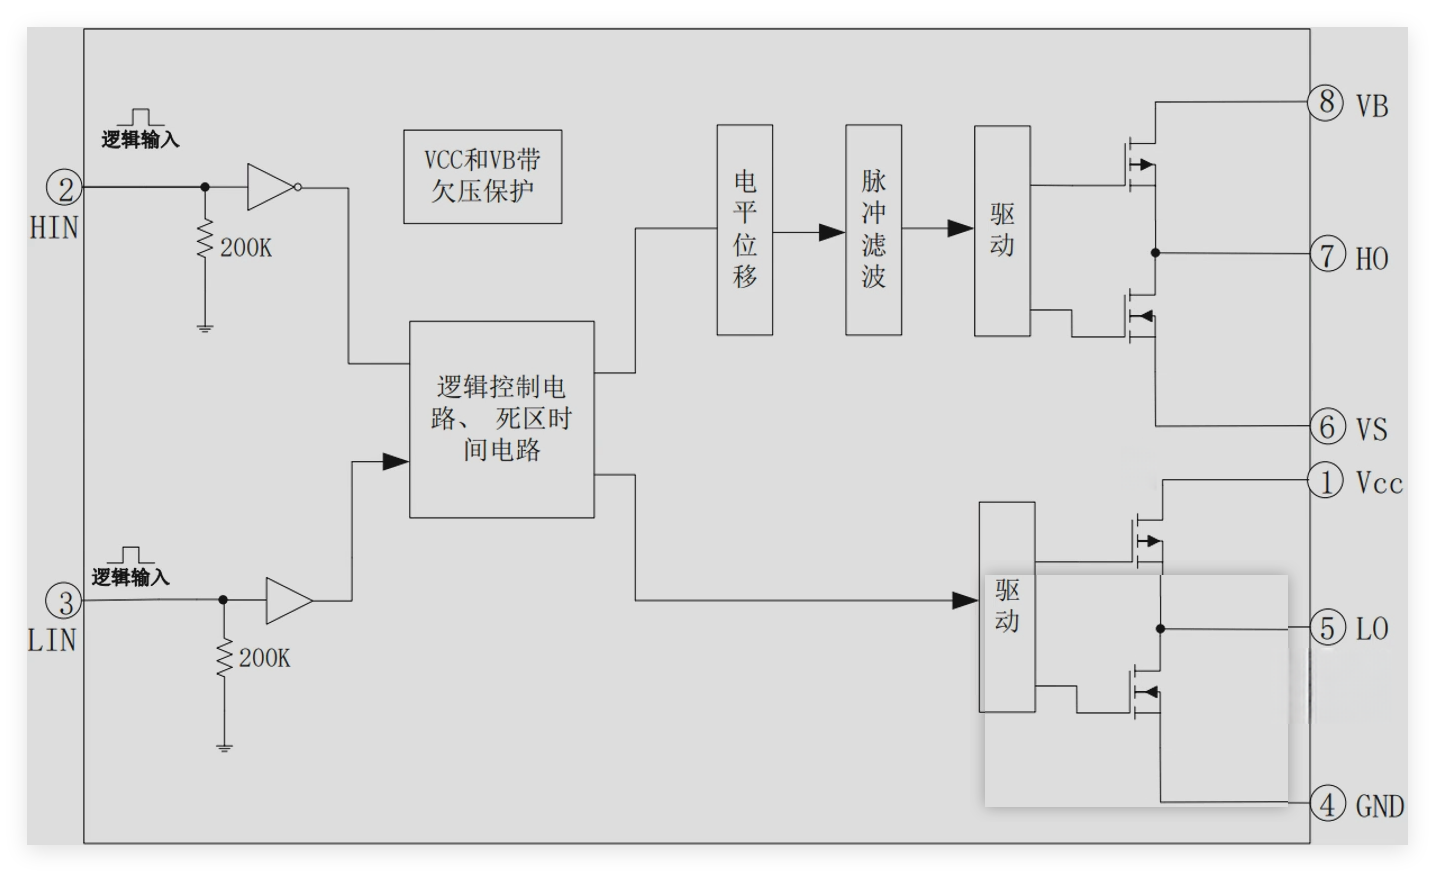 逻辑输入
② HIN
200K
VCC和VB带
欠压保护
逻辑控制电
路、 死区时
间电路
逻辑输入
③ LIN
200K
电平位移
脉冲滤波
驱动
驱动
⑧ VB
⑦ HO
⑥ VS
① Vcc
⑤ LO
④ GND